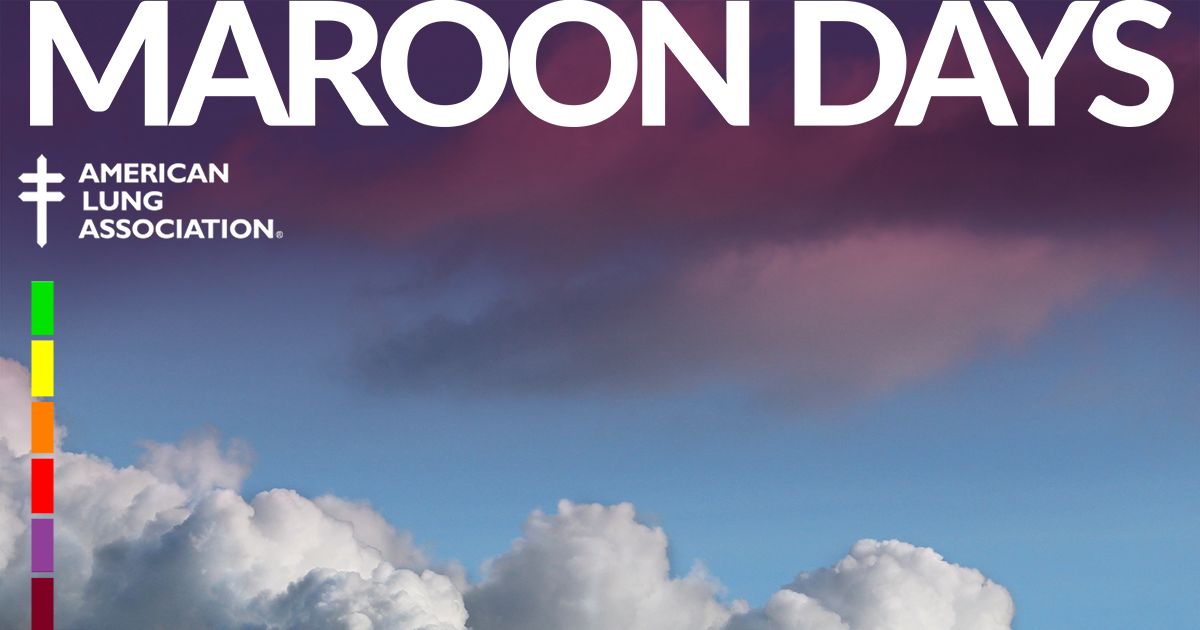 MAROON DAYS
AMERICAN
LUNG
ASSOCIATION®